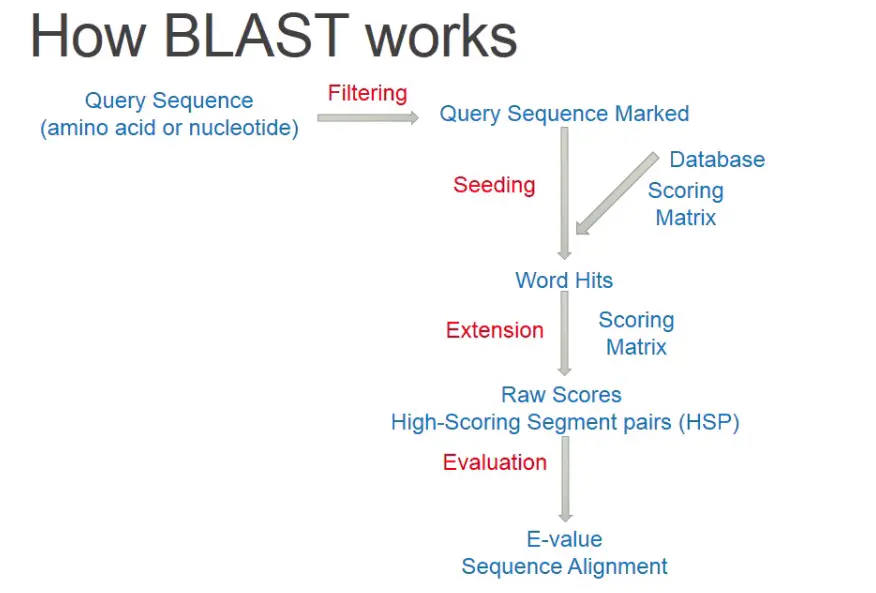 How BLAST works
Query Sequence
(amino acid or nucleotide)
Filtering
Query Sequence Marked
Seeding
Database
Scoring
Matrix
Word Hits
Extension
Scoring
Matrix
Raw Scores
High-Scoring Segment pairs (HSP)
Evaluation
E-value
Sequence Alignment